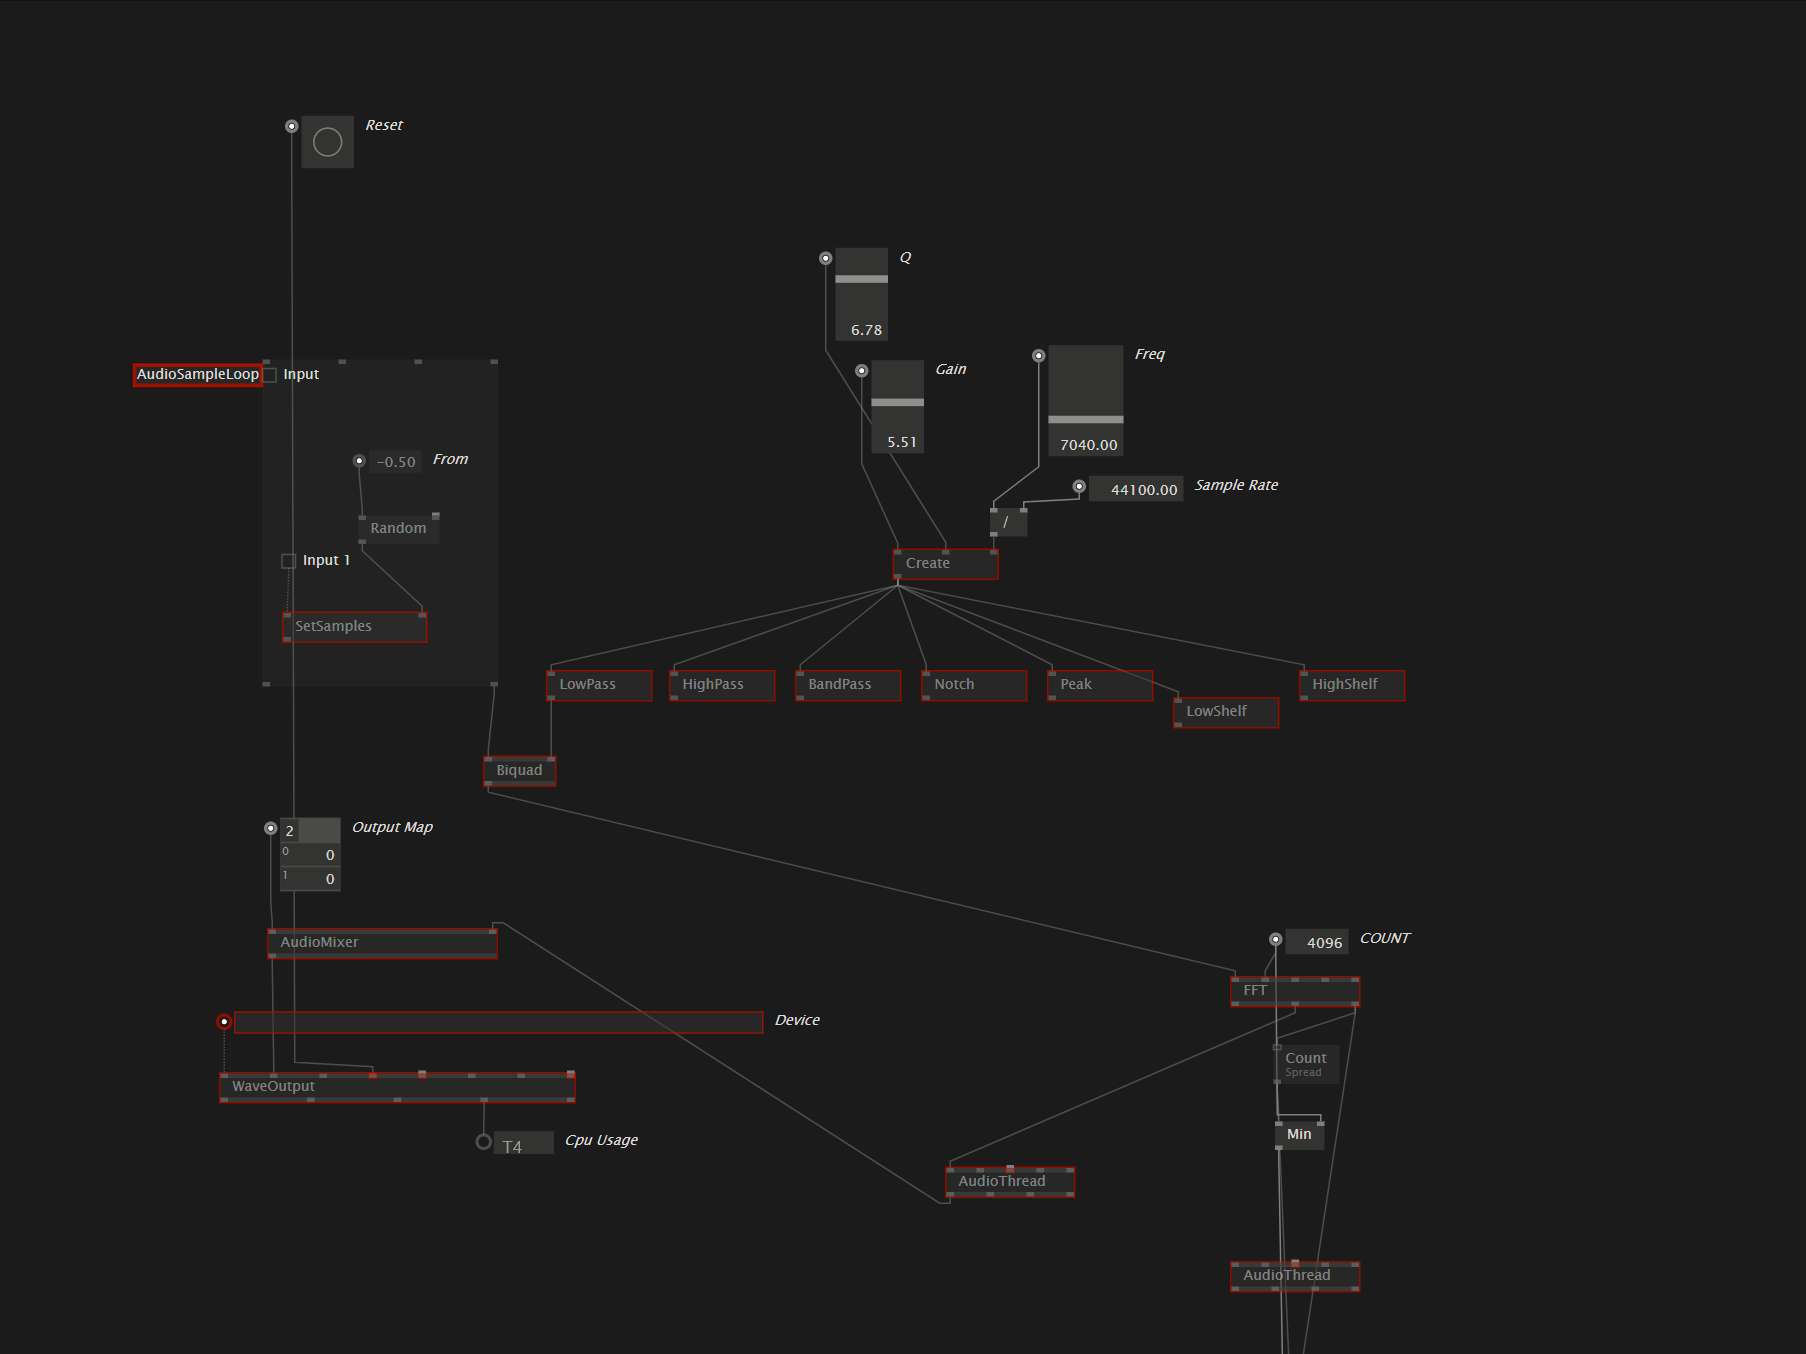 Reset
Q
6.78
Freq
Gain
AudioSampleLoop
Input
5.51
7040.00
-0.50
From
44100.00
Sample Rate
Random
/
Input 1
Create
SetSamples
LowPass
HighPass
BandPass
Notch
Peak
HighShelf
LowShelf
Biquad
2
Output Map
0
0
1
0
AudioMixer
4096
COUNT
FFT
Device
Count
Spread
WaveOutput
Min
T4
Cpu Usage
AudioThread
AudioThread